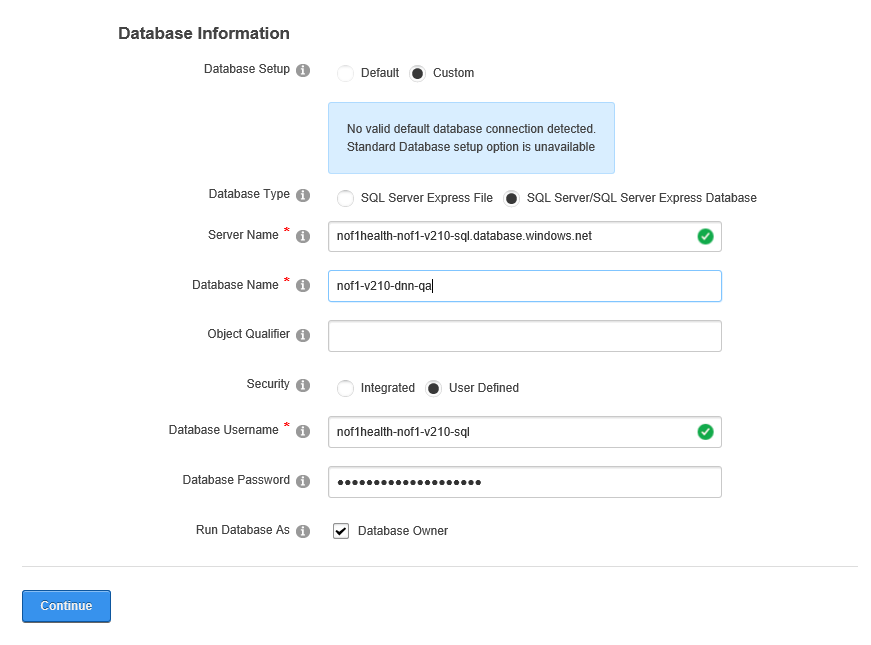 Database Information
Database Setup Default Custom
No valid default database connection detected.
Standard Database setup option is unavailable
Database Type SQL Server Express File SQL Server/SQL Server Express Database
Server Name * nof1health-nof1-v210-sql.database.windows.net
Database Name * nof1-v210-dnn-qa
Object Qualifier
Security Integrated User Defined
Database Username * nof1health-nof1-v210-sql
Database Password ••••••••••••••••••••
Run Database As Database Owner
Continue